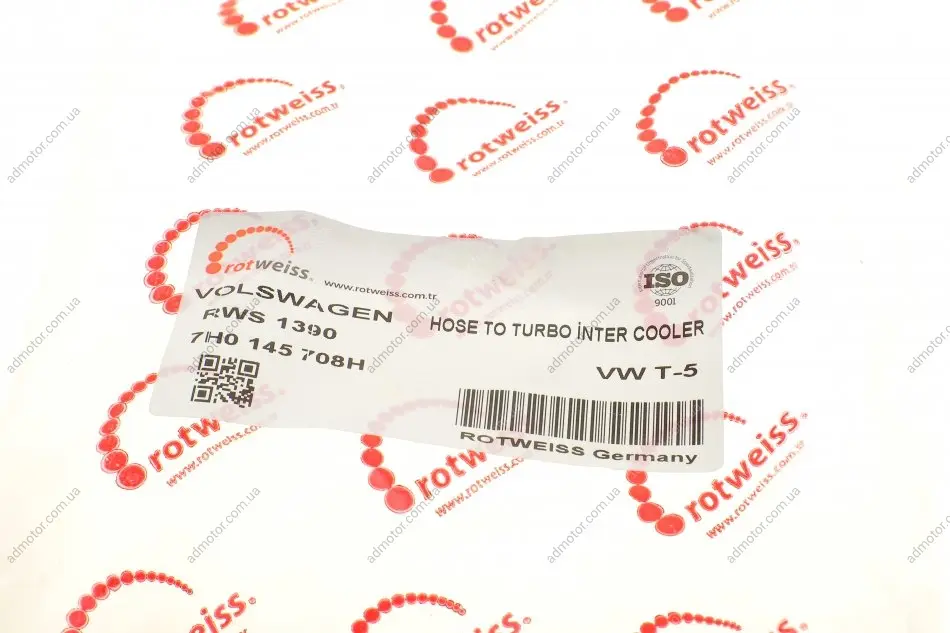 rotweiss®
www.rotweiss.com.tr
VOLSWAGEN
RWS 1390
7H0 145 708H
HOSE TO TURBO İNTER COOLER
VW T-5
ISO
9001
ROTWEISS Germany
rotweiss®
www.rotweiss.com.tr
admotor.com.ua